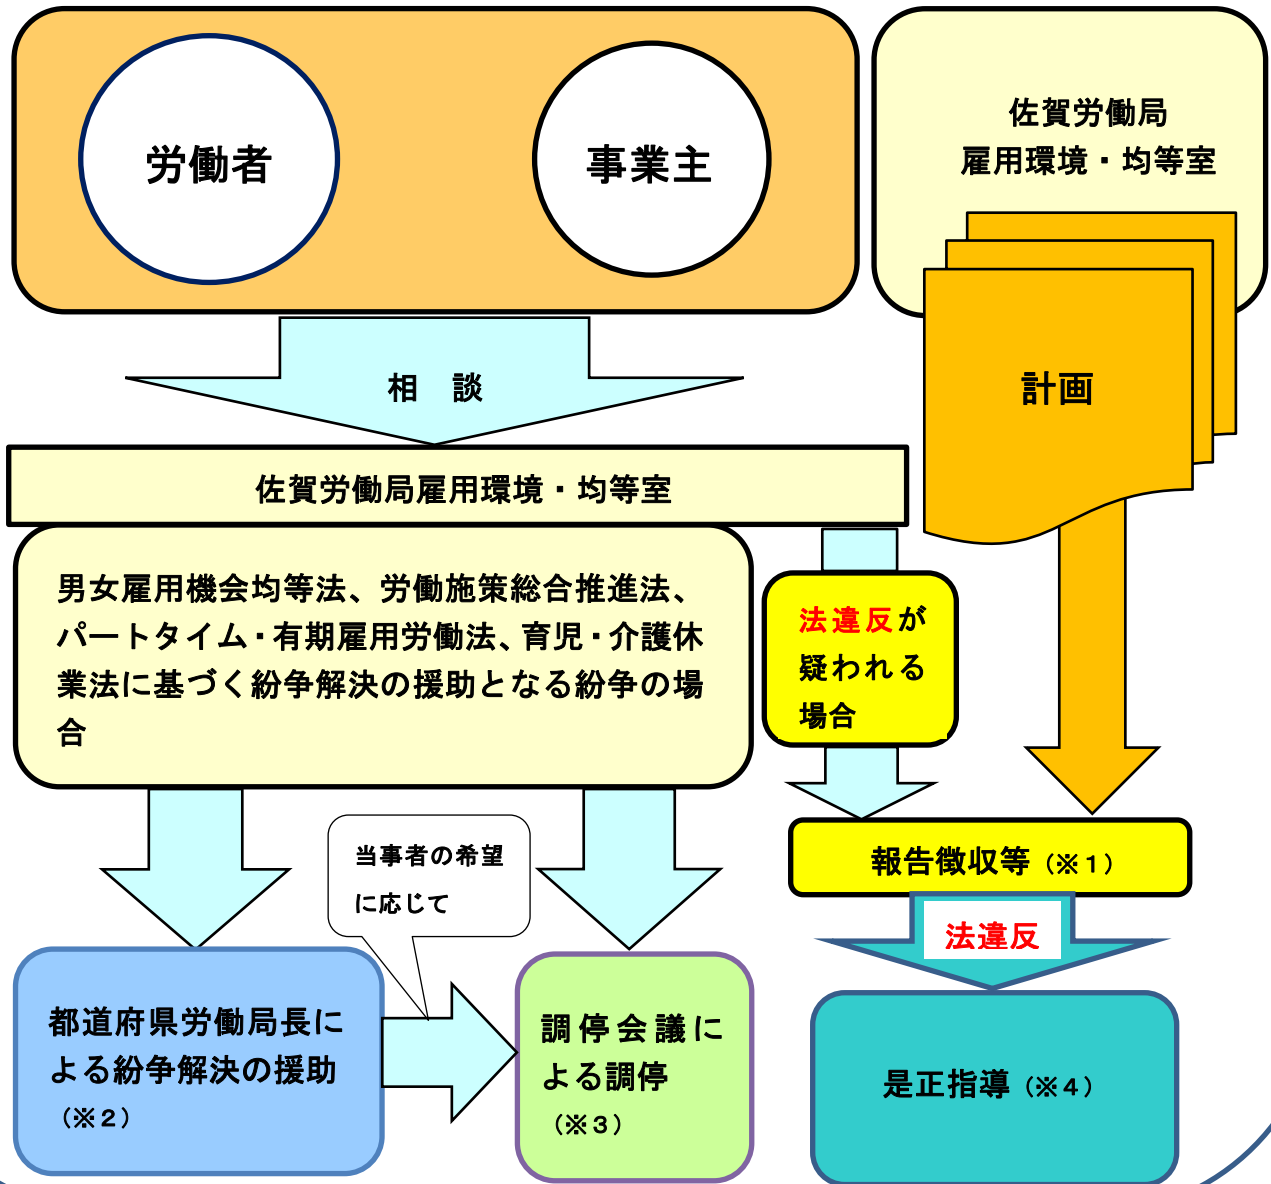 労働者
事業主
佐賀労働局
雇用環境・均等室
計画
相　談
佐賀労働局雇用環境・均等室
男女雇用機会均等法、労働施策総合推進法、
パートタイム・有期雇用労働法、育児・介護休
業法に基づく紛争解決の援助となる紛争の場
合
法違反が
疑われる
場合
当事者の希望
に応じて
報告徴収等（※１）
法違反
都道府県労働局長に
よる紛争解決の援助
（※２）
調停会議に
よる調停
（※３）
是正指導（※４）